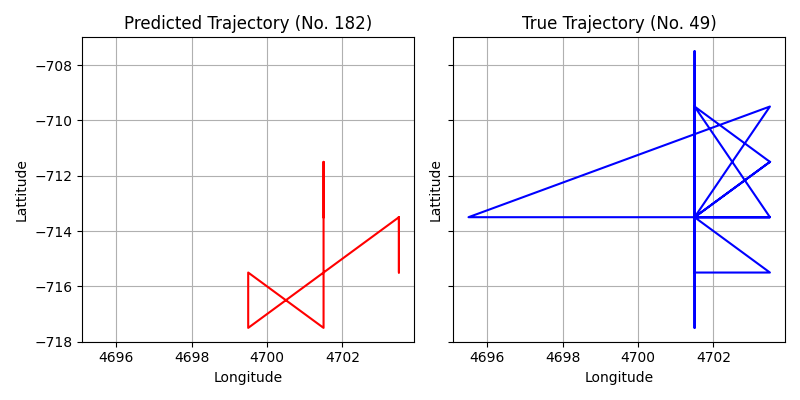 Predicted Trajectory (No. 182)
True Trajectory (No. 49)
Lattitude
−708
−710
−712
−714
−716
−718
4696
4698
4700
4702
Longitude
Lattitude
4696
4698
4700
4702
Longitude